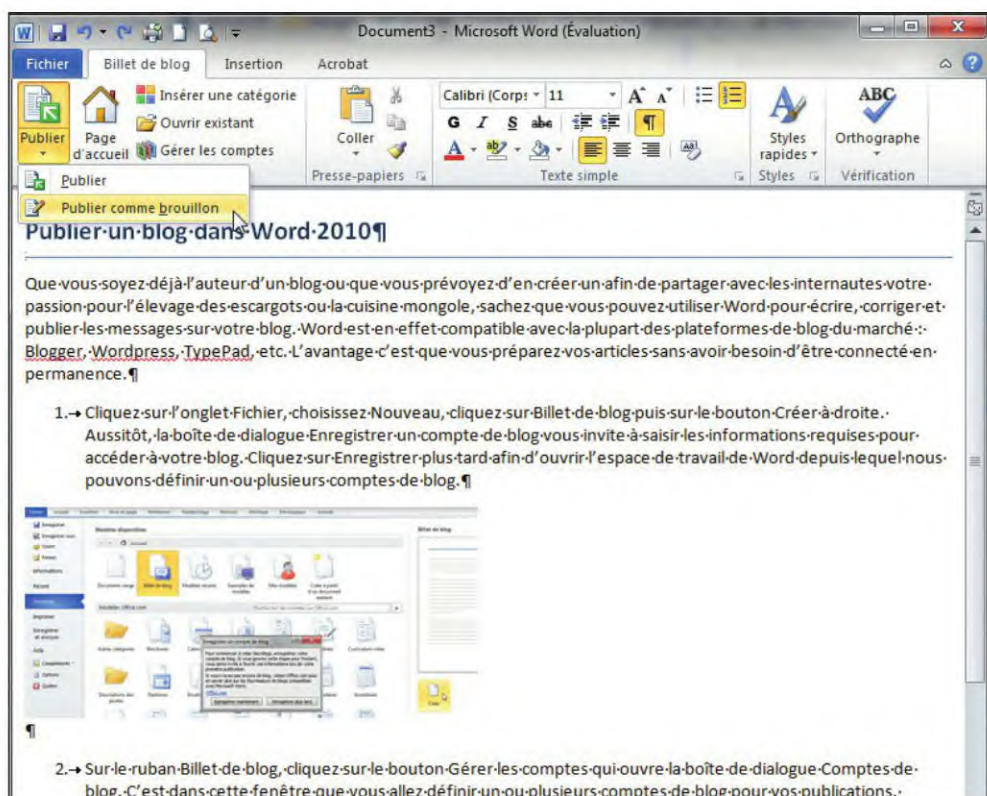 Document3 - Microsoft Word (Évaluation)
Fichier Billet de blog Insertion Acrobat
Publier
Page d'accueil
Insérer une catégorie
Ouvrir existant
Gérer les comptes
Coller
Presse-papiers
Calibri (Corps 11
G I S abc
Texte simple
Styles rapides
Styles
ABC
Orthographe
Vérification
Publier
Publier comme brouillon
Publier·un·blog·dans·Word·2010¶
Que·vous·soyez·déjà·l'auteur·d'un·blog·ou·que·vous·prévoyez·d'en·créer·un·afin·de·partager·avec·les·internautes·votre·
passion·pour·l'élevage·des·escargots·ou·la·cuisine·mongole,·sachez·que·vous·pouvez·utiliser·Word·pour·écrire,·corriger·et·
publier·les·messages·sur·votre·blog.·Word·est·en·effet·compatible·avec·la·plupart·des·plateformes·de·blog·du·marché·:·
Blogger,·Wordpress,·TypePad,·etc.·L'avantage·c'est·que·vous·préparez·vos·articles·sans·avoir·besoin·d'être·connecté·en·
permanence.¶
1.→Cliquez·sur·l'onglet·Fichier,·choisissez·Nouveau,·cliquez·sur·Billet·de·blog·puis·sur·le·bouton·Créer·à·droite.·
Aussitôt,·la·boîte·de·dialogue·Enregistrer·un·compte·de·blog·vous·invite·à·saisir·les·informations·requises·pour·
accéder·à·votre·blog.·Cliquez·sur·Enregistrer·plus·tard·afin·d'ouvrir·l'espace·de·travail·de·Word·depuis·lequel·nous·
pouvons·définir·un·ou·plusieurs·comptes·de·blog.¶
¶
2.→Sur·le·ruban·Billet·de·blog,·cliquez·sur·le·bouton·Gérer·les·comptes·qui·ouvre·la·boîte·de·dialogue·Comptes·de·
blog.·C'est·dans·cette·fenêtre·que·vous·allez·définir·un·ou·plusieurs·comptes·de·blog·pour·vos·publications.·